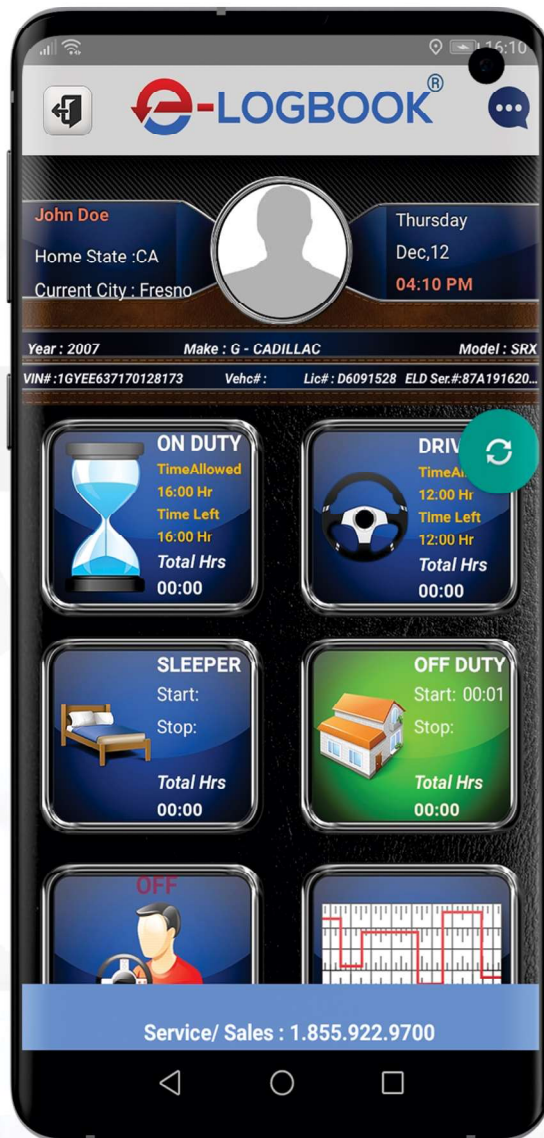 16:10
e-LOGBOOK®
John Doe
Home State :CA
Current City : Fresno
Thursday
Dec,12
04:10 PM
Year : 2007 Make : G - CADILLAC Model : SRX
VIN# :1GYEE637170128173 Vehc# : Lic# : D6091528 ELD Ser.#:87A191620...
ON DUTY
TimeAllowed
16:00 Hr
Time Left
16:00 Hr
Total Hrs
00:00
DRIV
TimeAl
12:00 Hr
Time Left
12:00 Hr
Total Hrs
00:00
SLEEPER
Start:
Stop:
Total Hrs
00:00
OFF DUTY
Start: 00:01
Stop:
Total Hrs
00:00
OFF
Service/ Sales : 1.855.922.9700